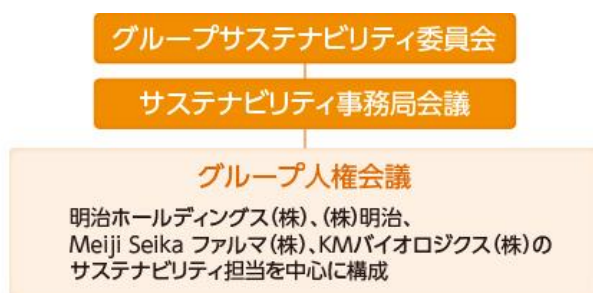 グループサステナビリティ委員会
サステナビリティ事務局会議
グループ人権会議
明治ホールディングス(株)、(株)明治、
Meiji Seika ファルマ(株)、KMバイオロジクス(株)の
サステナビリティ担当を中心に構成